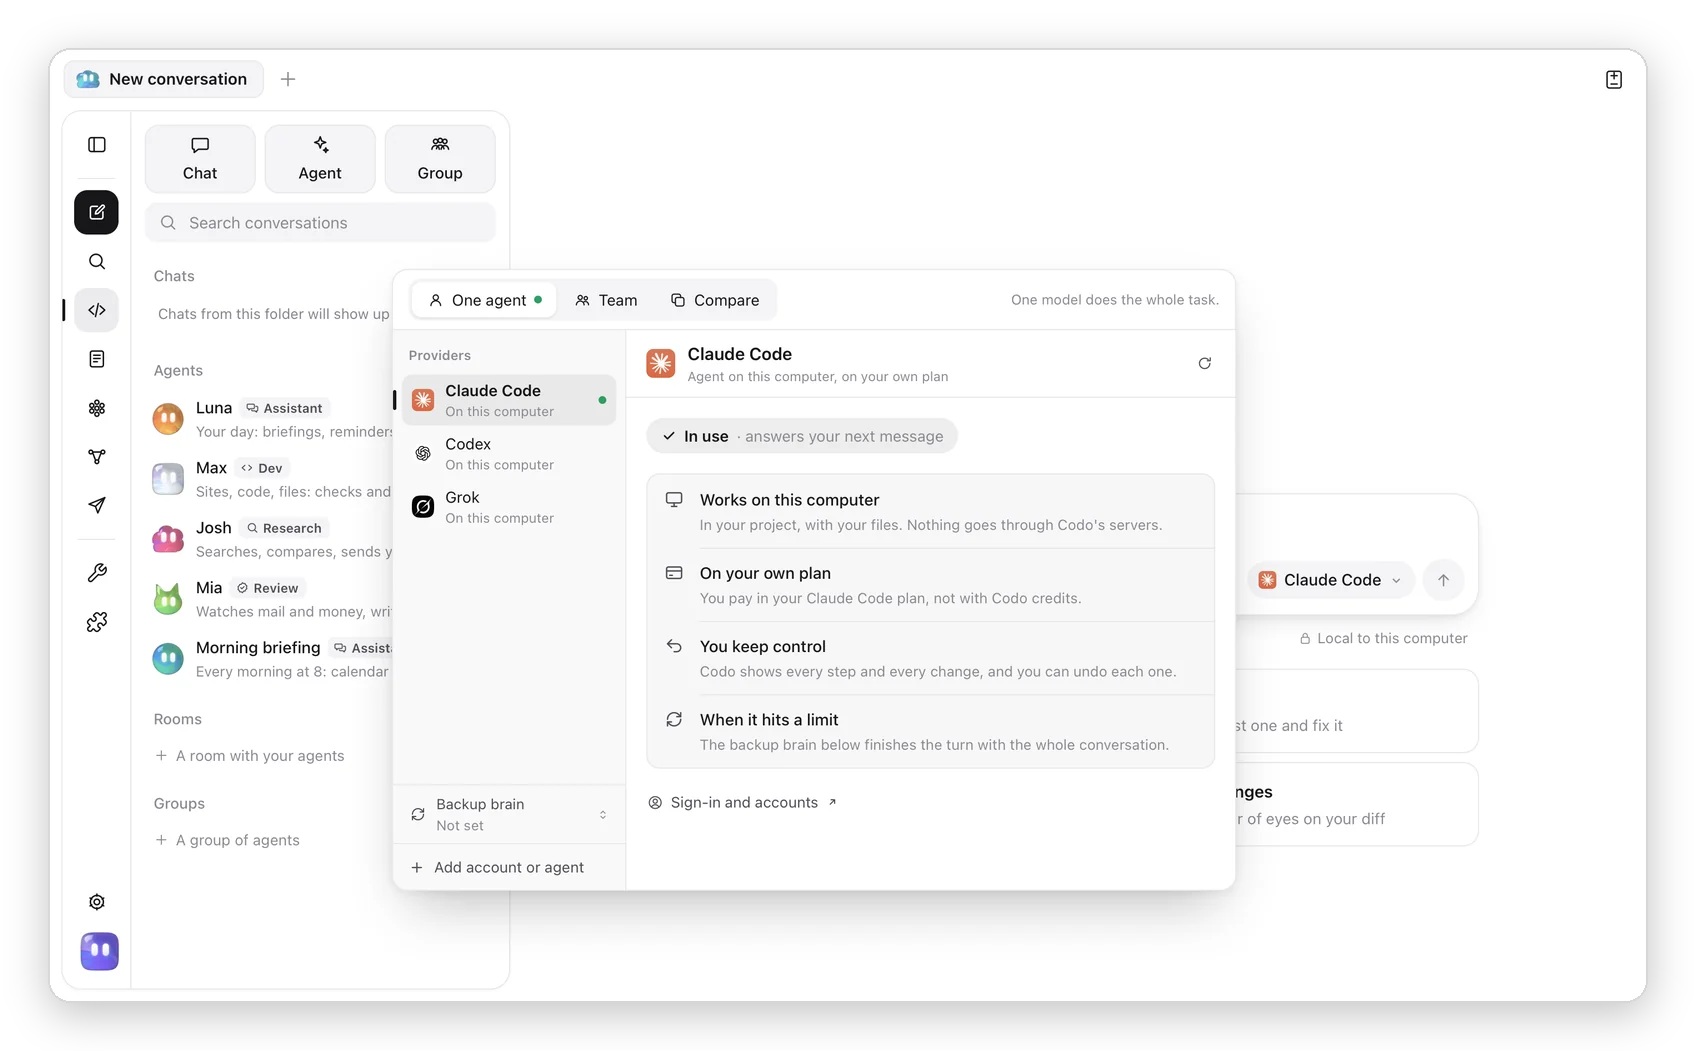 New conversation
Chat
Agent
Group
Search conversations
Chats
Chats from this folder will show up
Agents
Luna Assistant
Your day: briefings, reminders
Max Dev
Sites, code, files: checks and
Josh Research
Searches, compares, sends y
Mia Review
Watches mail and money, wri
Morning briefing Assista
Every morning at 8: calendar
Rooms
A room with your agents
Groups
A group of agents
One agent
Team
Compare
One model does the whole task.
Providers
Claude Code
On this computer
Codex
On this computer
Grok
On this computer
Backup brain
Not set
Add account or agent
Claude Code
Agent on this computer, on your own plan
In use · answers your next message
Works on this computer
In your project, with your files. Nothing goes through Codo's servers.
On your own plan
You pay in your Claude Code plan, not with Codo credits.
You keep control
Codo shows every step and every change, and you can undo each one.
When it hits a limit
The backup brain below finishes the turn with the whole conversation.
Sign-in and accounts
Claude Code
Local to this computer
st one and fix it
nges
r of eyes on your diff